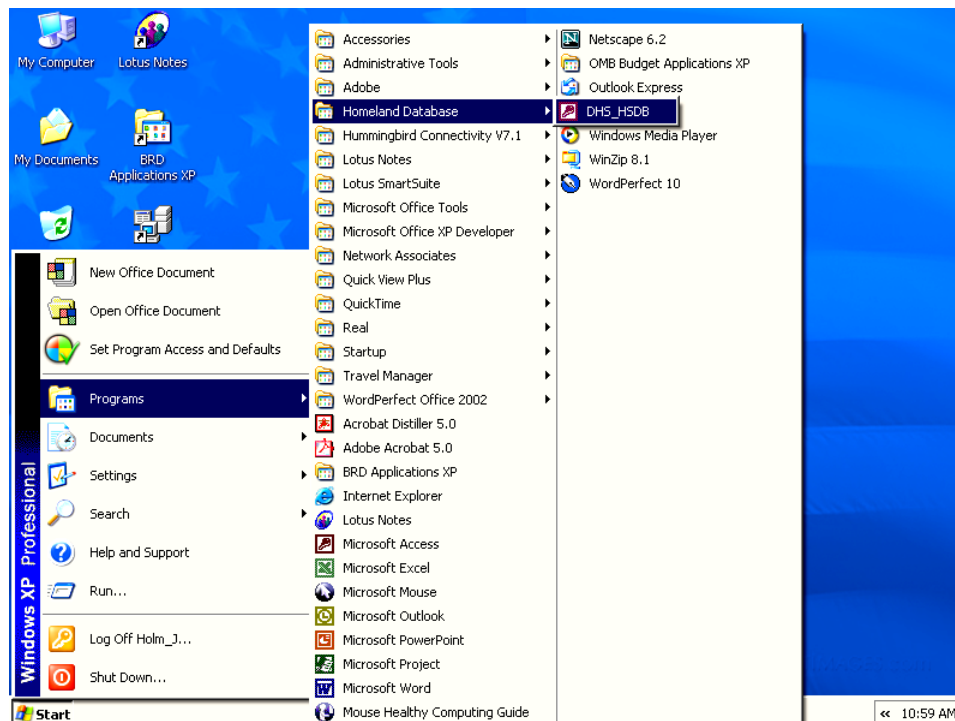 My Computer
Lotus Notes
My Documents
BRD
Applications XP
New Office Document
Open Office Document
Set Program Access and Defaults
Programs
Documents
Settings
Search
Help and Support
Run...
Log Off Holm_J...
Shut Down...
Windows XP Professional
Start
Accessories
Administrative Tools
Adobe
Homeland Database
Hummingbird Connectivity V7.1
Lotus Notes
Lotus SmartSuite
Microsoft Office Tools
Microsoft Office XP Developer
Network Associates
Quick View Plus
QuickTime
Real
Startup
Travel Manager
WordPerfect Office 2002
Acrobat Distiller 5.0
Adobe Acrobat 5.0
BRD Applications XP
Internet Explorer
Lotus Notes
Microsoft Access
Microsoft Excel
Microsoft Mouse
Microsoft Outlook
Microsoft PowerPoint
Microsoft Project
Microsoft Word
Mouse Healthy Computing Guide
Netscape 6.2
OMB Budget Applications XP
Outlook Express
DHS_HSDB
Windows Media Player
WinZip 8.1
WordPerfect 10
« 10:59 AM